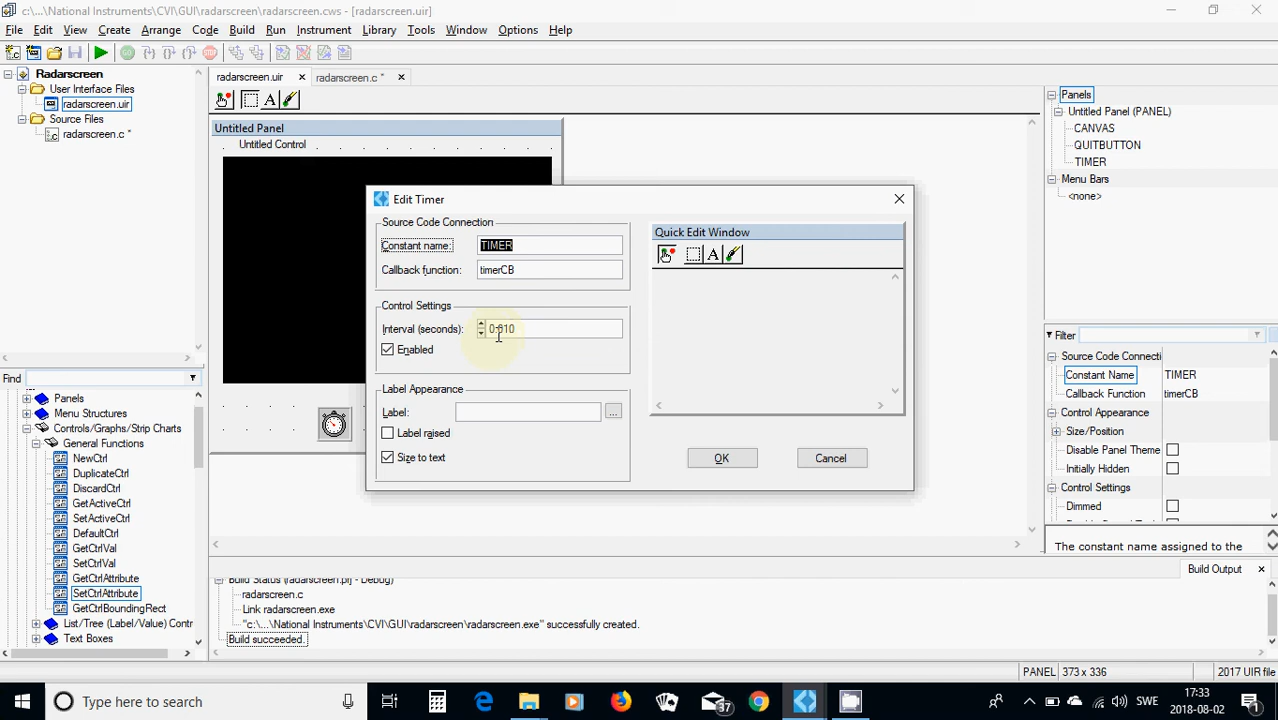 c:\...\National Instruments\CVI\GUI\radarscreen\radarscreen.cws - [radarscreen.uir]
File Edit View Create Arrange Code Build Run Instrument Library Tools Window Options Help
Radarscreen
User Interface Files
radarscreen.uir
Source Files
radarscreen.c *
Find
Panels
Menu Structures
Controls/Graphs/Strip Charts
General Functions
NewCtrl
DuplicateCtrl
DiscardCtrl
GetActiveCtrl
SetActiveCtrl
DefaultCtrl
GetCtrlVal
SetCtrlVal
GetCtrlAttribute
SetCtrlAttribute
GetCtrlBoundingRect
List/Tree (Label/Value) Contr
Text Boxes
radarscreen.uir
radarscreen.c *
Untitled Panel
Untitled Control
Edit Timer
Source Code Connection
Constant name: TIMER
Callback function: timerCB
Control Settings
Interval (seconds): 0.010
Enabled
Label Appearance
Label:
...
Label raised
Size to text
Quick Edit Window
OK
Cancel
Build Status (radarscreen.prj - Debug)
radarscreen.c
Link radarscreen.exe
"c:\...\National Instruments\CVI\GUI\radarscreen\radarscreen.exe" successfully created.
Build succeeded.
Build Output
Panels
Untitled Panel (PANEL)
CANVAS
QUITBUTTON
TIMER
Menu Bars
<none>
Filter
Source Code Connecti
Constant Name TIMER
Callback Function timerCB
Control Appearance
Size/Position
Disable Panel Theme
Initially Hidden
Control Settings
Dimmed
The constant name assigned to the
PANEL 373 x 336
2017 UIR file
Type here to search
37
SWE
17:33
2018-08-02
1